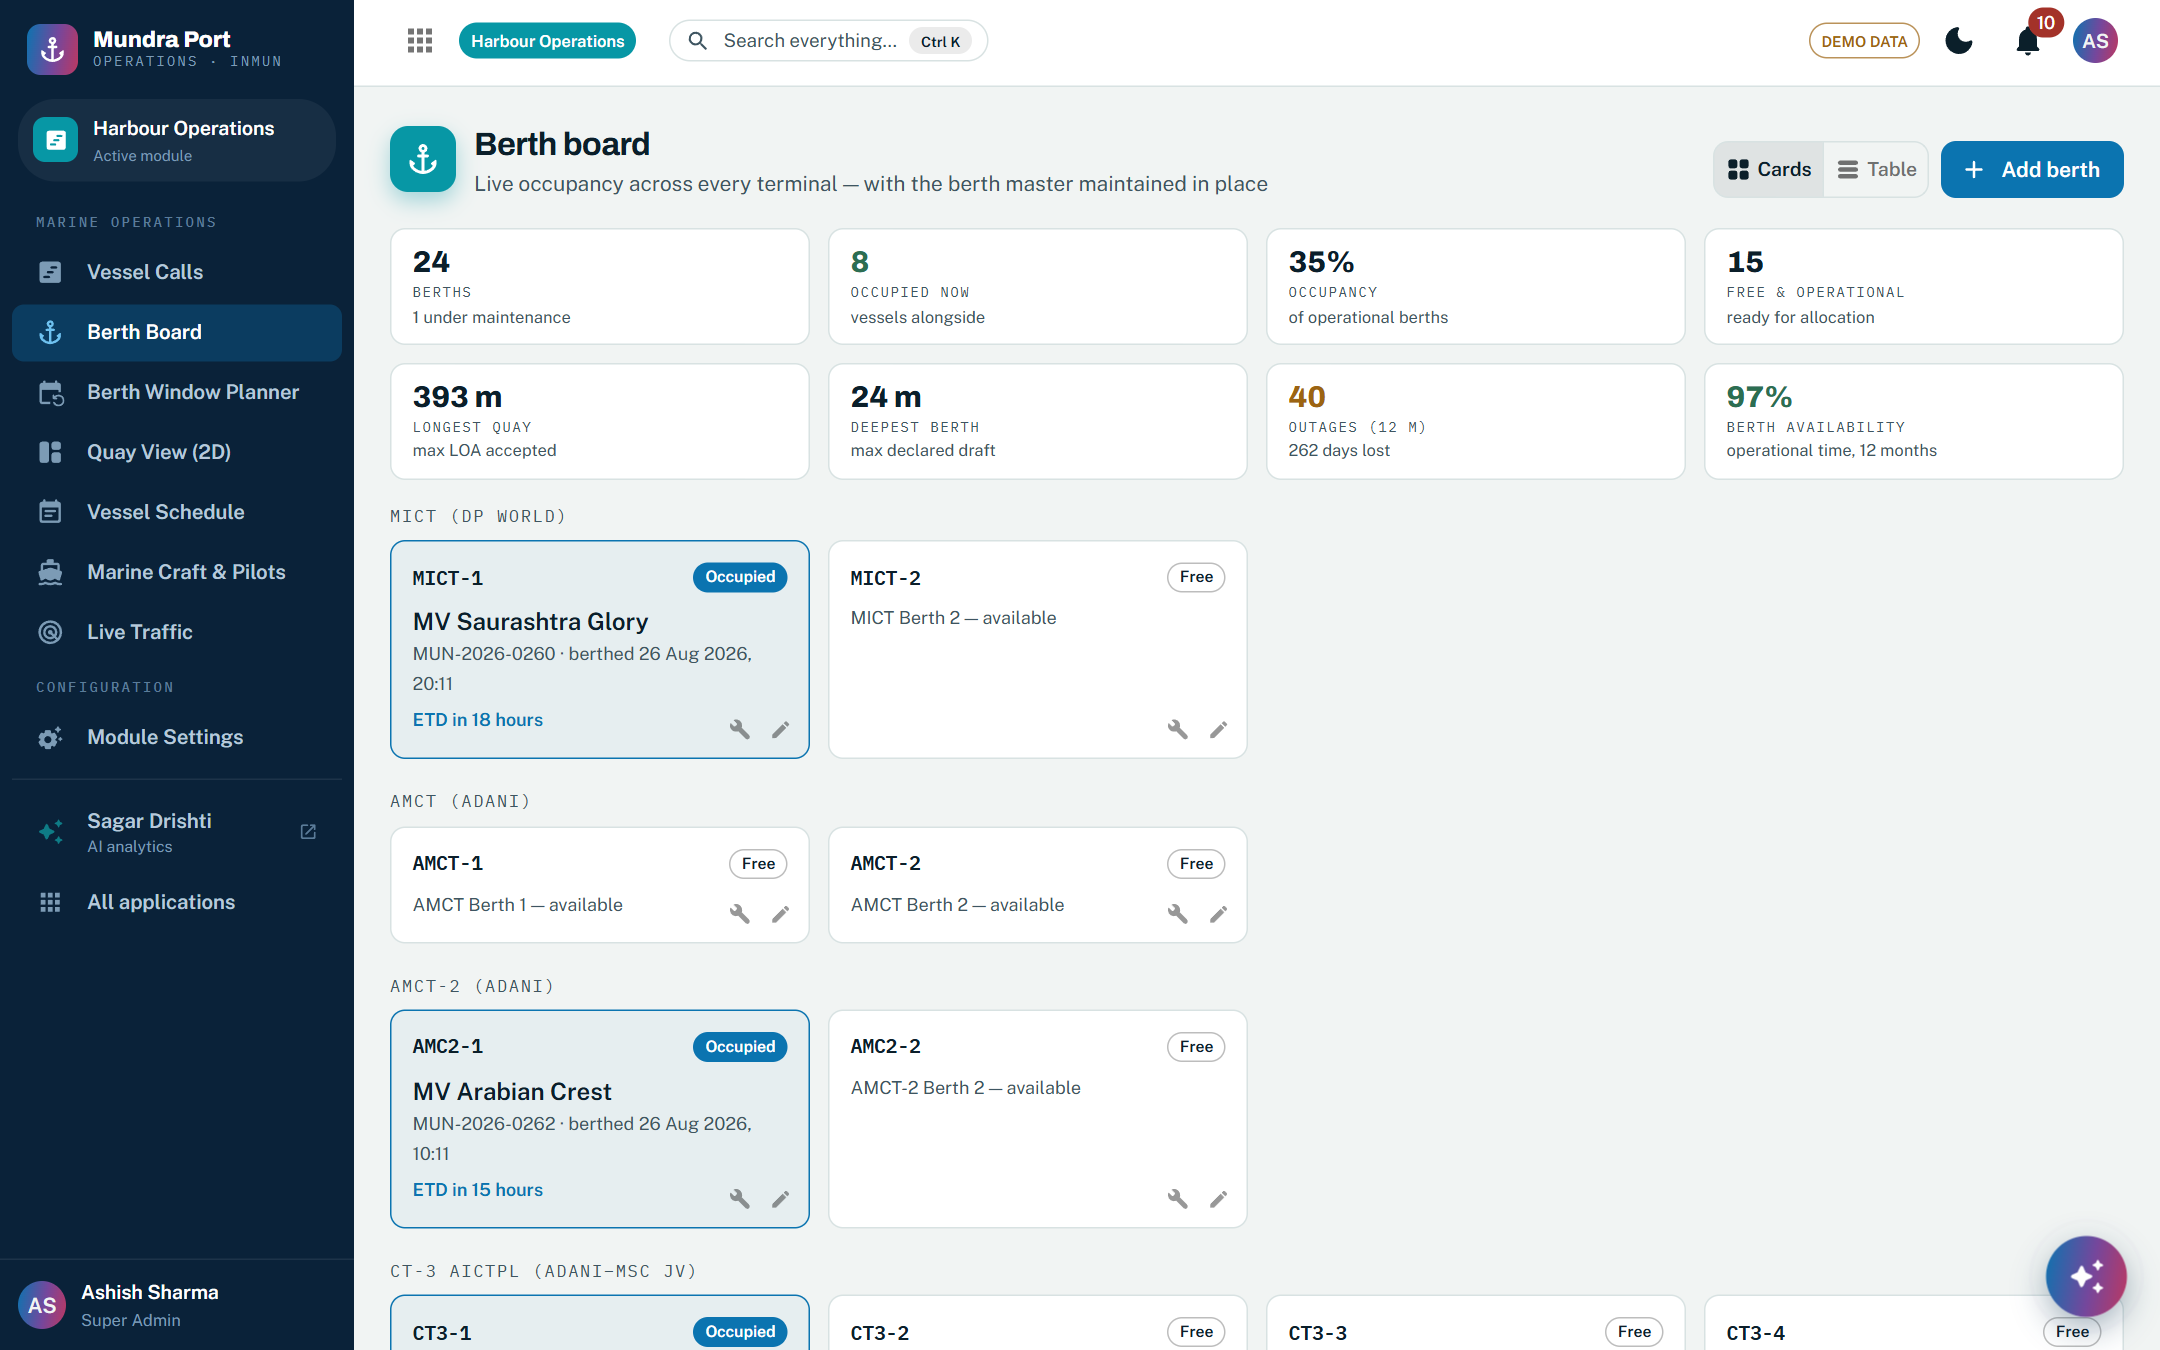 Mundra Port
OPERATIONS · INMUN
Harbour Operations
Active module
MARINE OPERATIONS
Vessel Calls
Berth Board
Berth Window Planner
Quay View (2D)
Vessel Schedule
Marine Craft & Pilots
Live Traffic
CONFIGURATION
Module Settings
Sagar Drishti
AI analytics
All applications
AS
Ashish Sharma
Super Admin
Harbour Operations
Search everything...
Ctrl K
DEMO DATA
10
AS
Berth board
Live occupancy across every terminal — with the berth master maintained in place
Cards
Table
Add berth
24
BERTHS
1 under maintenance
8
OCCUPIED NOW
vessels alongside
35%
OCCUPANCY
of operational berths
15
FREE & OPERATIONAL
ready for allocation
393 m
LONGEST QUAY
max LOA accepted
24 m
DEEPEST BERTH
max declared draft
40
OUTAGES (12 M)
262 days lost
97%
BERTH AVAILABILITY
operational time, 12 months
MICT (DP WORLD)
MICT-1
Occupied
MV Saurashtra Glory
MUN-2026-0260 · berthed 26 Aug 2026,
20:11
ETD in 18 hours
MICT-2
Free
MICT Berth 2 — available
AMCT (ADANI)
AMCT-1
Free
AMCT Berth 1 — available
AMCT-2
Free
AMCT Berth 2 — available
AMCT-2 (ADANI)
AMC2-1
Occupied
MV Arabian Crest
MUN-2026-0262 · berthed 26 Aug 2026,
10:11
ETD in 15 hours
AMC2-2
Free
AMCT-2 Berth 2 — available
CT-3 AICTPL (ADANI–MSC JV)
CT3-1
Occupied
CT3-2
Free
CT3-3
Free
CT3-4
Free